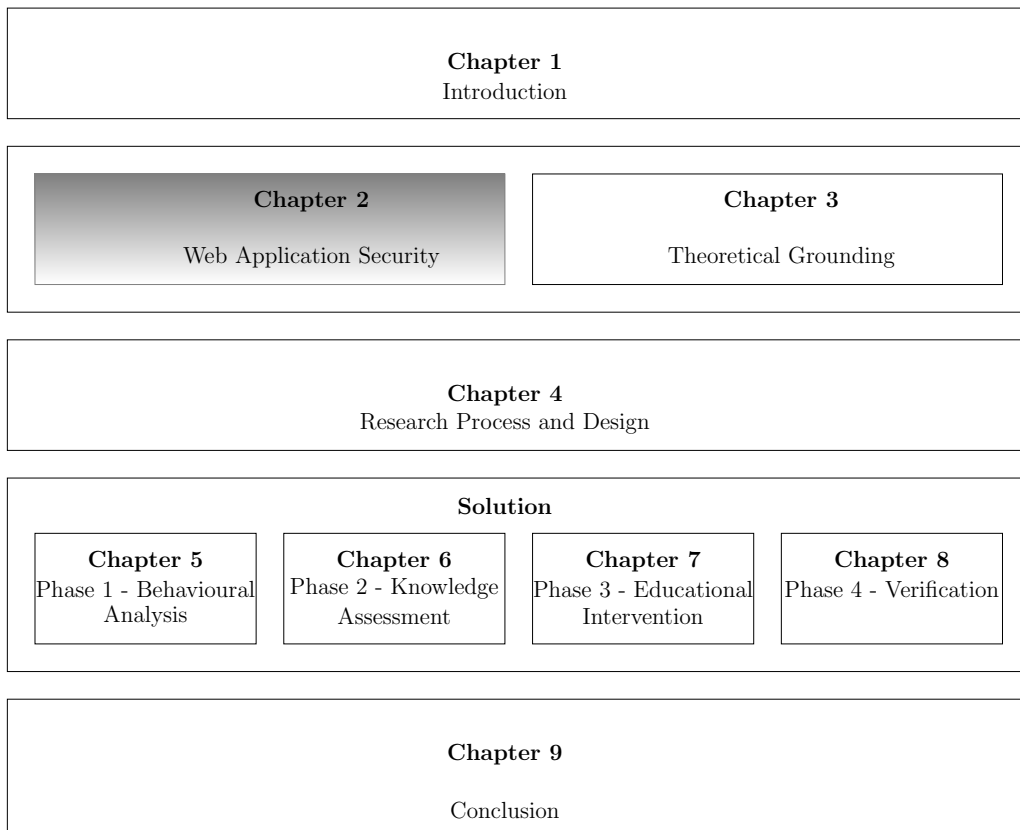 Chapter 1
Introduction
Chapter 2
Web Application Security
Chapter 3
Theoretical Grounding
Chapter 4
Research Process and Design
Solution
Chapter 5
Phase 1 - Behavioural
Analysis
Chapter 6
Phase 2 - Knowledge
Assessment
Chapter 7
Phase 3 - Educational
Intervention
Chapter 8
Phase 4 - Verification
Chapter 9
Conclusion